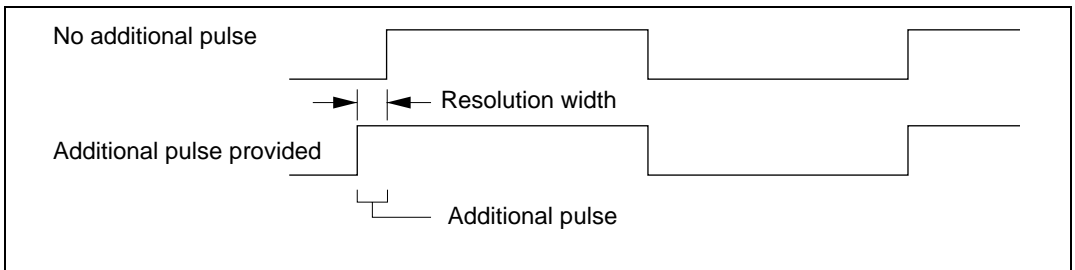 No additional pulse
Resolution width
Additional pulse provided
Additional pulse